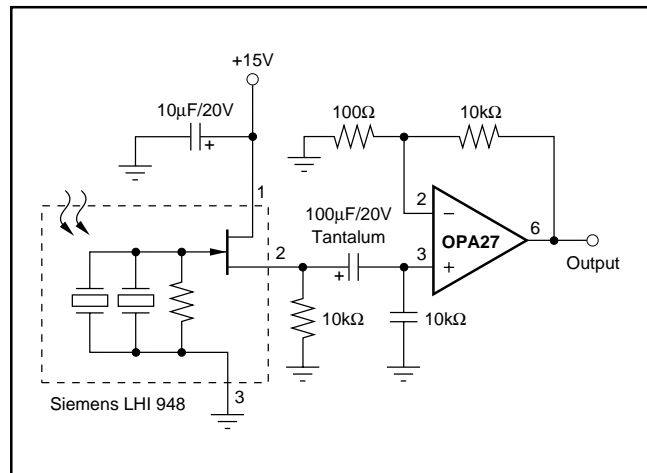 +15V
10µF/20V
+
100Ω
10kΩ
1
2
–
6
100µF/20V
Tantalum
OPA27
2
3
+
Output
+
10kΩ
10kΩ
3
Siemens LHI 948